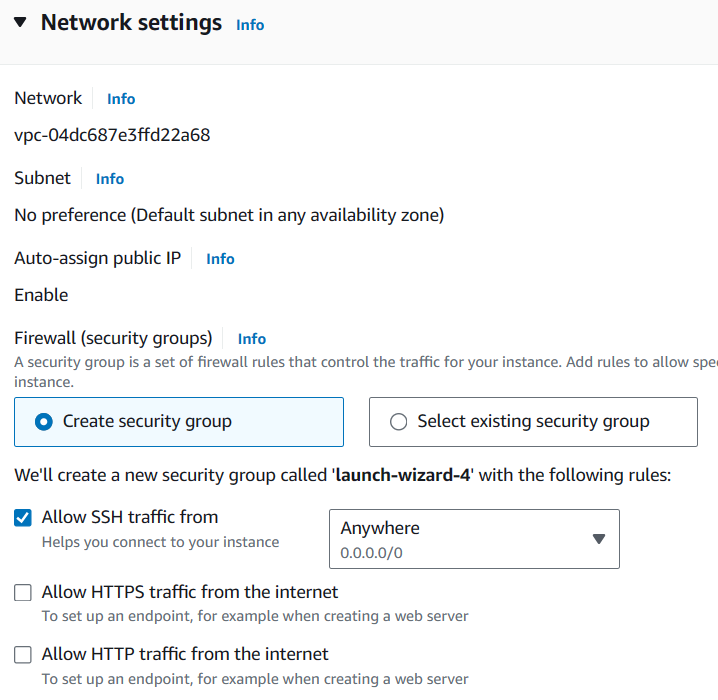 Network settings Info
Network Info
vpc-04dc687e3ffd22a68
Subnet Info
No preference (Default subnet in any availability zone)
Auto-assign public IP Info
Enable
Firewall (security groups) Info
A security group is a set of firewall rules that control the traffic for your instance. Add rules to allow spe
instance.
Create security group Select existing security group
We'll create a new security group called 'launch-wizard-4' with the following rules:
Allow SSH traffic from Anywhere
Helps you connect to your instance 0.0.0.0/0
Allow HTTPS traffic from the internet
To set up an endpoint, for example when creating a web server
Allow HTTP traffic from the internet
To set up an endpoint, for example when creating a web server